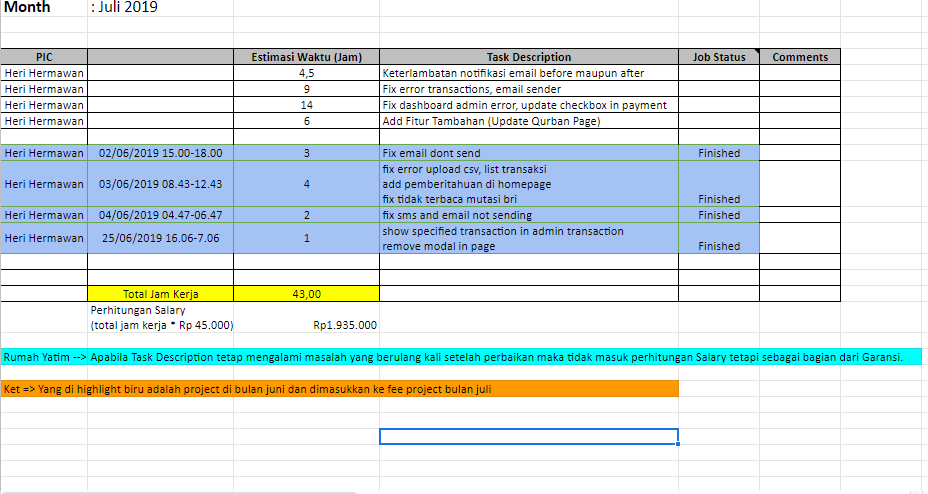 Month : Juli 2019
PIC Estimasi Waktu (Jam) Task Description Job Status Comments
Heri Hermawan 4,5 Keterlambatan notifikasi email before maupun after
Heri Hermawan 9 Fix error transactions, email sender
Heri Hermawan 14 Fix dashboard admin error, update checkbox in payment
Heri Hermawan 6 Add Fitur Tambahan (Update Qurban Page)
Heri Hermawan 02/06/2019 15.00-18.00 3 Fix email dont send Finished
fix error upload csv, list transaksi
Heri Hermawan 03/06/2019 08.43-12.43 4 add pemberitahuan di homepage
fix tidak terbaca mutasi bri Finished
Heri Hermawan 04/06/2019 04.47-06.47 2 fix sms and email not sending Finished
Heri Hermawan 25/06/2019 16.06-7.06 1 show specified transaction in admin transaction
remove modal in page Finished
Total Jam Kerja 43,00
Perhitungan Salary
(total jam kerja * Rp 45.000) Rp1.935.000
Rumah Yatim --> Apabila Task Description tetap mengalami masalah yang berulang kali setelah perbaikan maka tidak masuk perhitungan Salary tetapi sebagai bagian dari Garansi.
Ket => Yang di highlight biru adalah project di bulan juni dan dimasukkan ke fee project bulan juli